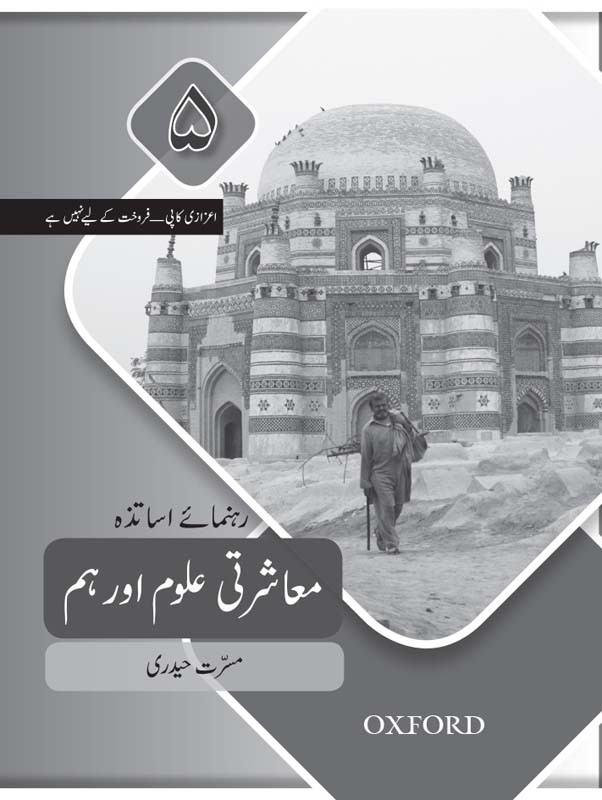 ۵
اعزازی کاپی — فروخت کے لیے نہیں ہے
رہنمائے اساتذہ
معاشرتی علوم اور ہم
مسرّت حیدری
OXFORD